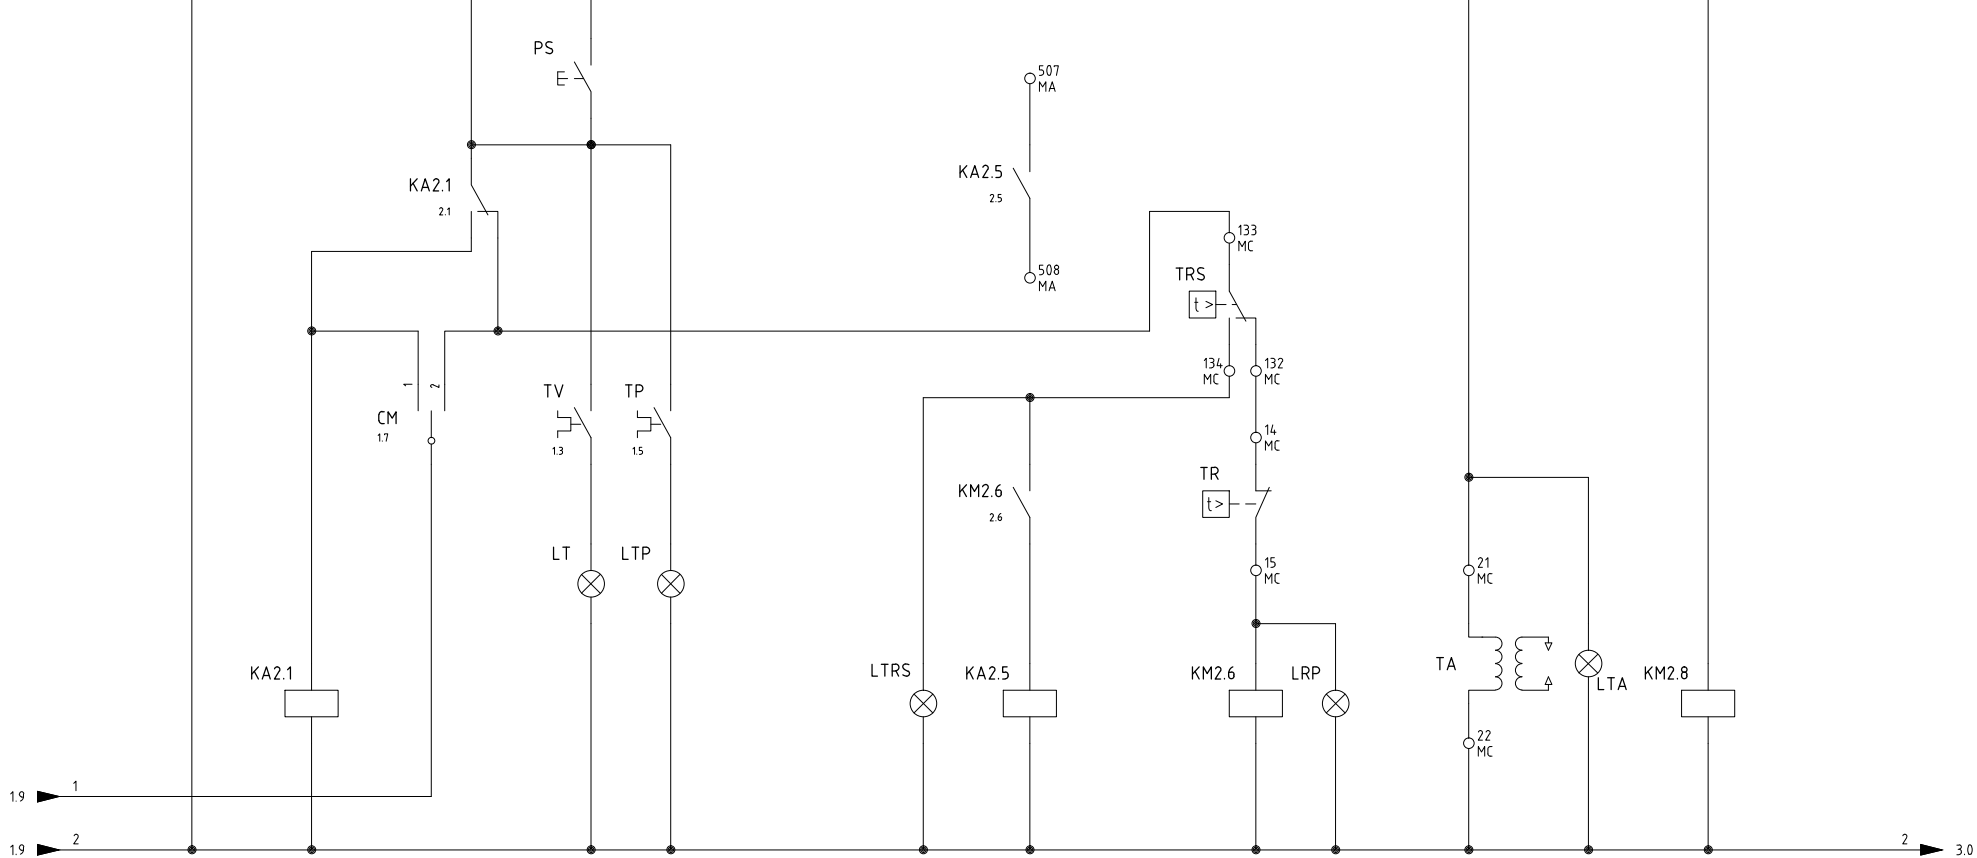 PS
507
MA
KA2.1
2.1
KA2.5
2.5
133
MC
508
MA
TRS
t >
134
MC
132
MC
1
2
CM
1.7
TV
1.3
TP
1.5
14
MC
TR
t>
KM2.6
2.6
LT
LTP
15
MC
21
MC
KA2.1
LTRS
KA2.5
KM2.6
LRP
TA
LTA
KM2.8
22
MC
1.9
1
1.9
2
2
3.0